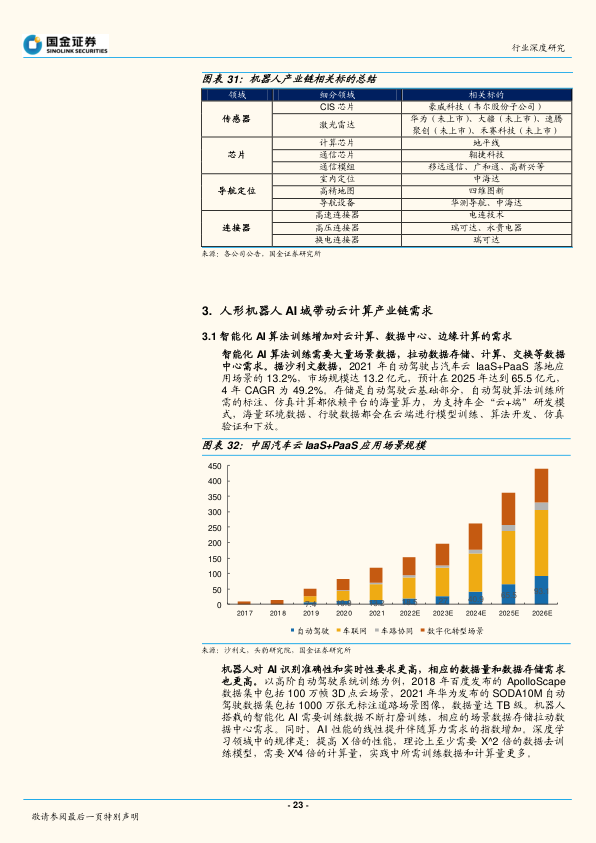 国金证券
SINOLINK SECURITIES
行业深度研究
图表 31：机器人产业链相关标的总结
领域 细分领域 相关标的
传感器 CIS 芯片 豪威科技（韦尔股份子公司）
激光雷达 华为（未上市）、大疆（未上市）、速腾
聚创（未上市）、禾赛科技（未上市）
芯片 计算芯片 地平线
通信芯片 翱捷科技
通信模组 移远通信、广和通、高新兴等
导航定位 室内定位 中海达
高精地图 四维图新
导航设备 华测导航、中海达
连接器 高速连接器 电连技术
高压连接器 瑞可达、永贵电器
换电连接器 瑞可达
来源：各公司公告，国金证券研究所
3. 人形机器人 AI 域带动云计算产业链需求
3.1 智能化 AI 算法训练增加对云计算、数据中心、边缘计算的需求
智能化 AI 算法训练需要大量场景数据，拉动数据存储、计算、交换等数据
中心需求。据沙利文数据，2021 年自动驾驶占汽车云 IaaS+PaaS 落地应
用场景的 13.2%，市场规模达 13.2 亿元，预计在 2025 年达到 65.5 亿元，
4 年 CAGR 为 49.2%。存储是自动驾驶云基础部分，自动驾驶算法训练所
需的标注、仿真计算都依赖平台的海量算力，为支持车企“云+端”研发模
式，海量环境数据、行驶数据都会在云端进行模型训练、算法开发、仿真
验证和下放。
图表 32：中国汽车云 IaaS+PaaS 应用场景规模
450
400
350
300
250
200
150
100
50
0
2017 2018 2019 2020 2021 2022E 2023E 2024E 2025E 2026E
自动驾驶 车联网 车路协同 数字化转型场景
来源：沙利文，头豹研究院，国金证券研究所
机器人对 AI 识别准确性和实时性要求更高，相应的数据量和数据存储需求
也更高。以高阶自动驾驶系统训练为例，2018 年百度发布的 ApolloScape
数据集中包括 100 万帧 3D 点云场景，2021 年华为发布的 SODA10M 自动
驾驶数据集包括 1000 万张无标注道路场景图像，数据量达 TB 级。机器人
搭载的智能化 AI 需要训练数据不断打磨训练，相应的场景数据存储拉动数
据中心需求。同时，AI 性能的线性提升伴随算力需求的指数增加。深度学
习领域中的规律是：提高 X 倍的性能，理论上至少需要 X^2 倍的数据去训
练模型，需要 X^4 倍的计算量，实践中所需训练数据和计算量更多。
- 23 -
敬请参阅最后一页特别声明